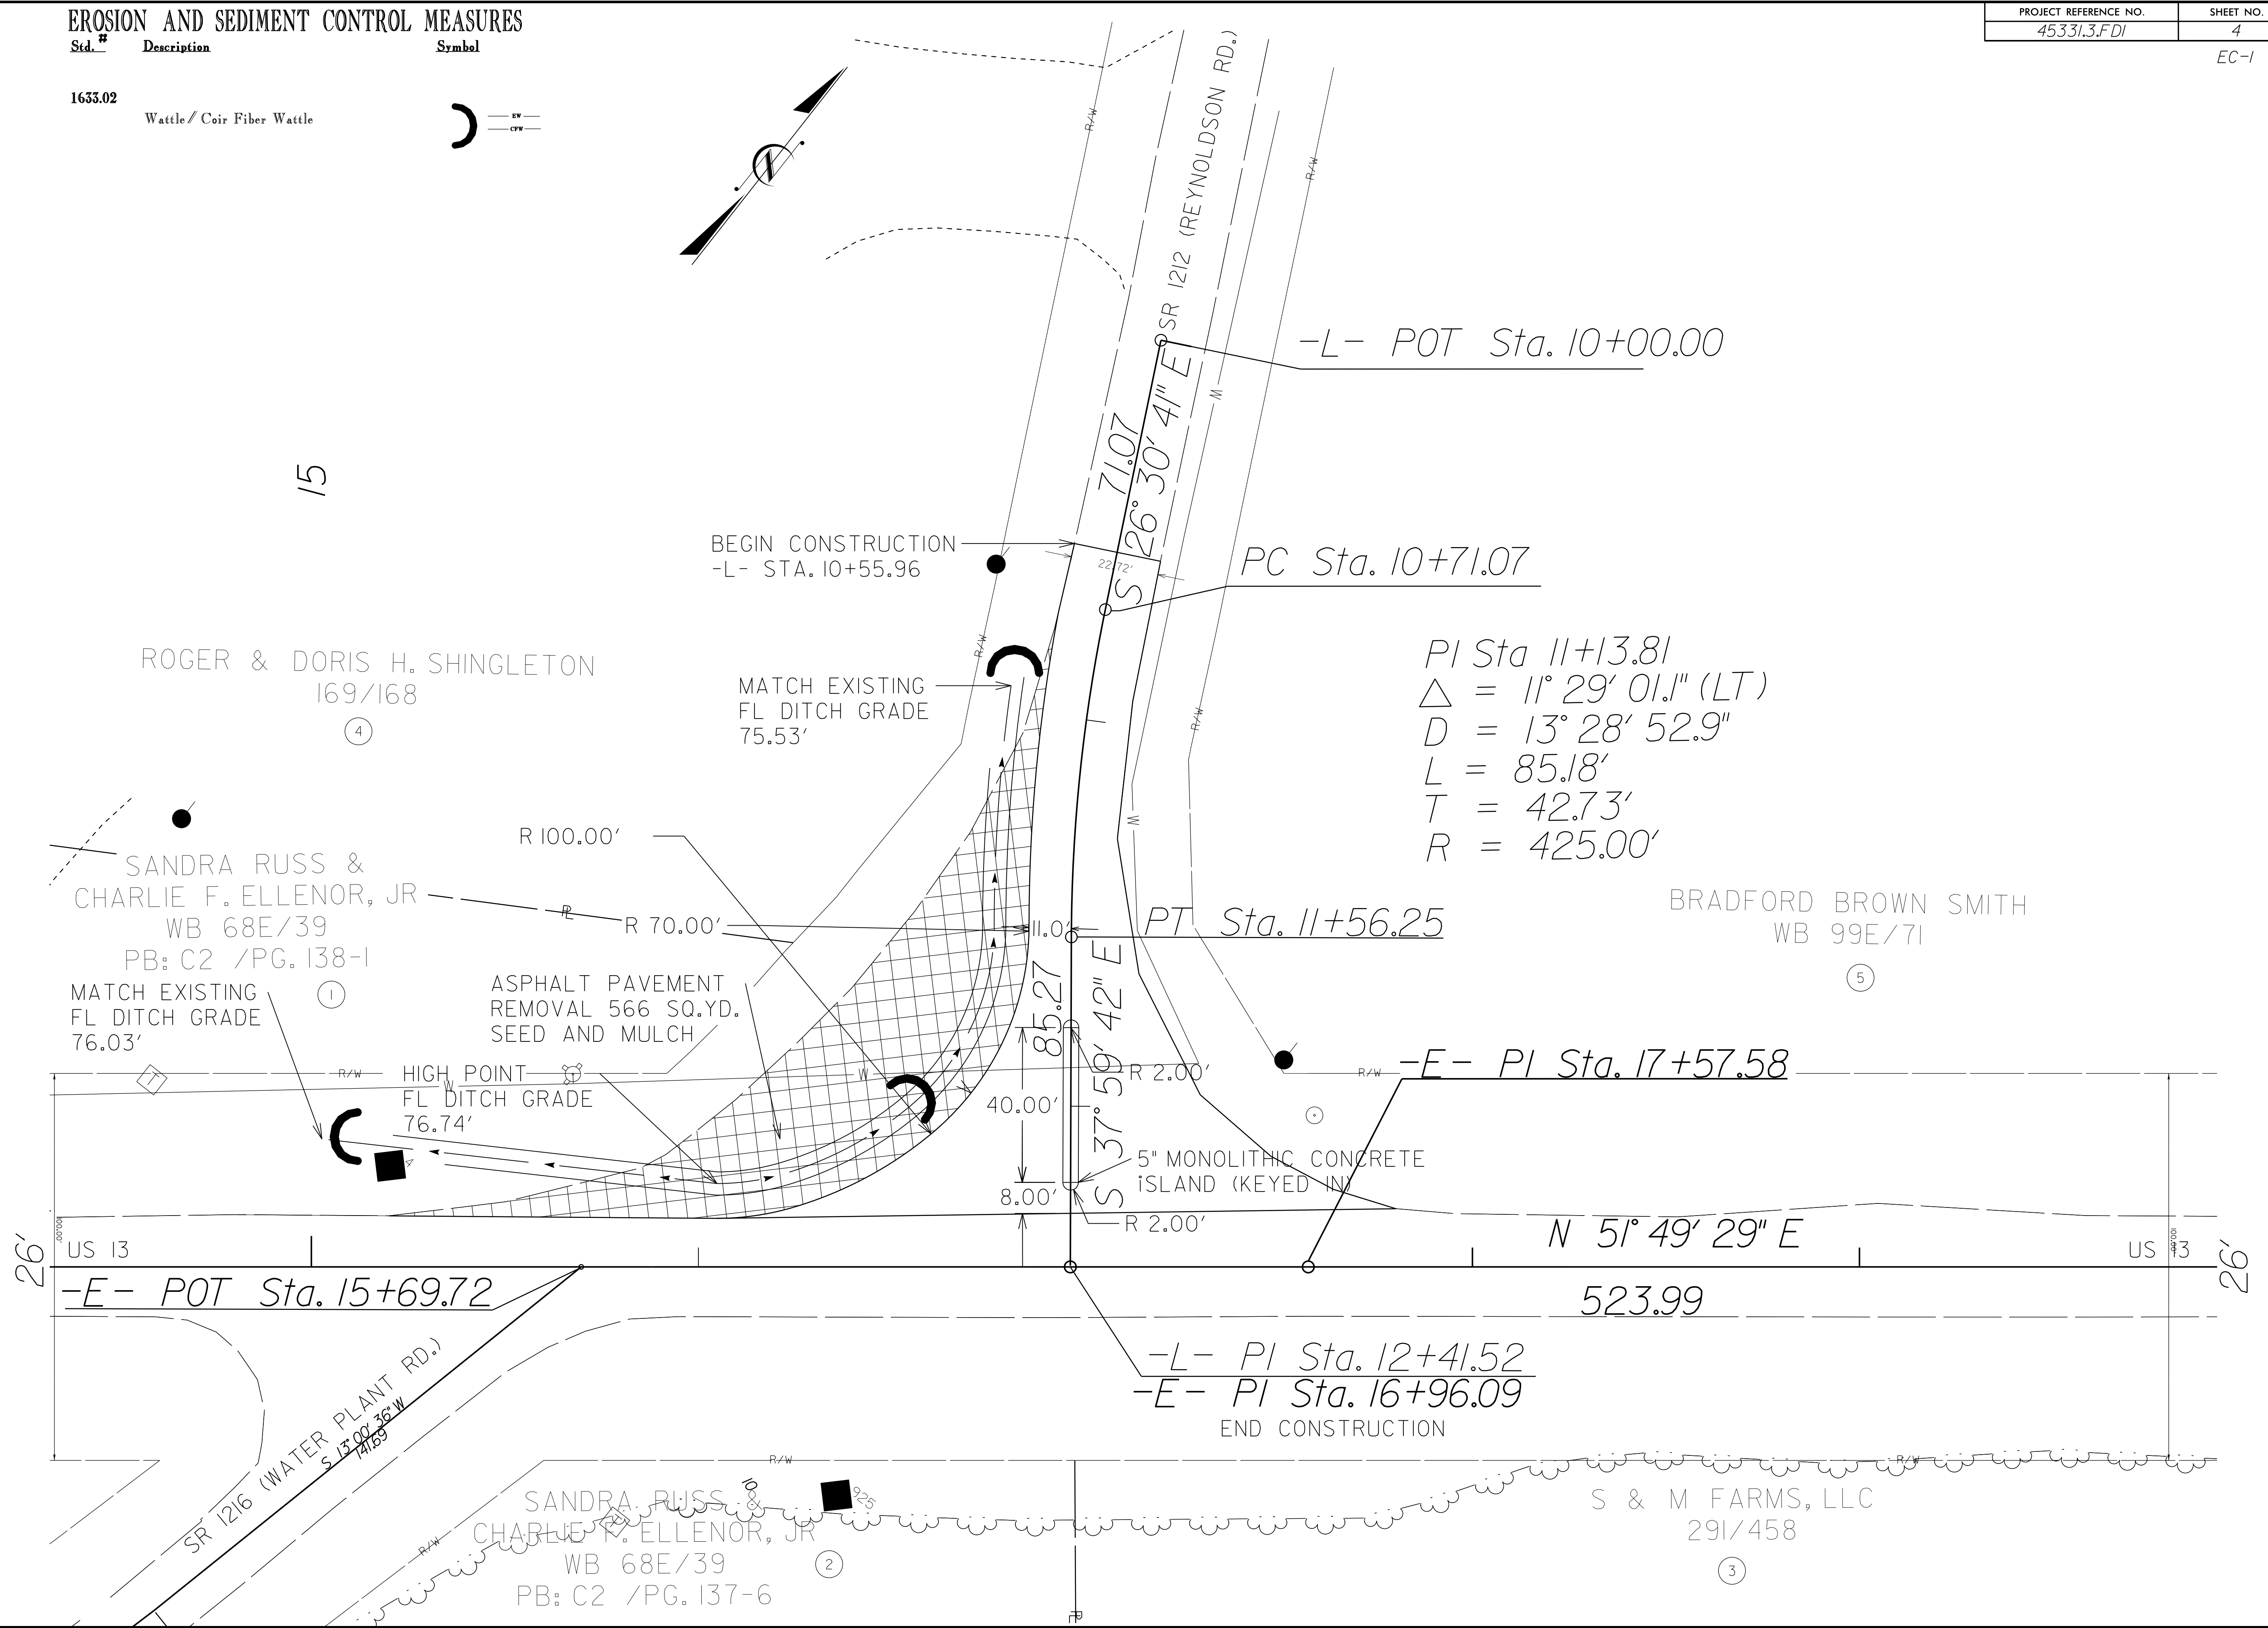 EROSION AND SEDIMENT CONTROL MEASURES
Std. # Description Symbol
1633.02
Wattle / Coir Fiber Wattle
EW
CFW
PROJECT REFERENCE NO. SHEET NO.
45331.3.FD1 4
EC-1
R/W
SR 1212 (REYNOLDSON RD.)
R/W
-L- POT Sta. 10+00.00
W
71.07
S 26° 30' 41" E
15
BEGIN CONSTRUCTION
-L- STA. 10+55.96
22.72'
PC Sta. 10+71.07
R/W
ROGER & DORIS H. SHINGLETON
169/168
4
MATCH EXISTING
FL DITCH GRADE
75.53'
R/W
PI Sta 11+13.81
△ = 11° 29' 01.1" (LT)
D = 13° 28' 52.9"
L = 85.18'
T = 42.73'
R = 425.00'
W
R 100.00'
SANDRA RUSS &
CHARLIE F. ELLENOR, JR
WB 68E/39
PB: C2 /PG. 138-1
1
PL
R 70.00'
11.0'
PT Sta. 11+56.25
BRADFORD BROWN SMITH
WB 99E/71
5
MATCH EXISTING
FL DITCH GRADE
76.03'
ASPHALT PAVEMENT
REMOVAL 566 SQ.YD.
SEED AND MULCH
85.27
S 37° 59' 42" E
T
R/W
W
HIGH POINT
FL DITCH GRADE
76.74'
W
R 2.00'
40.00'
R/W
-E- PI Sta. 17+57.58
5" MONOLITHIC CONCRETE
ISLAND (KEYED IN)
8.00'
R 2.00'
100.00'
26'
US 13
N 51° 49' 29" E
US 13
100.00'
26'
-E- POT Sta. 15+69.72
523.99
-L- PI Sta. 12+41.52
-E- PI Sta. 16+96.09
END CONSTRUCTION
SR 1216 (WATER PLANT RD.)
S 13° 00' 36" W
141.69
R/W
R/W
R/W
10
925
SANDRA RUSS &
CHARLIE F. ELLENOR, JR
WB 68E/39
PB: C2 /PG. 137-6
2
T
S & M FARMS, LLC
291/458
3
PL